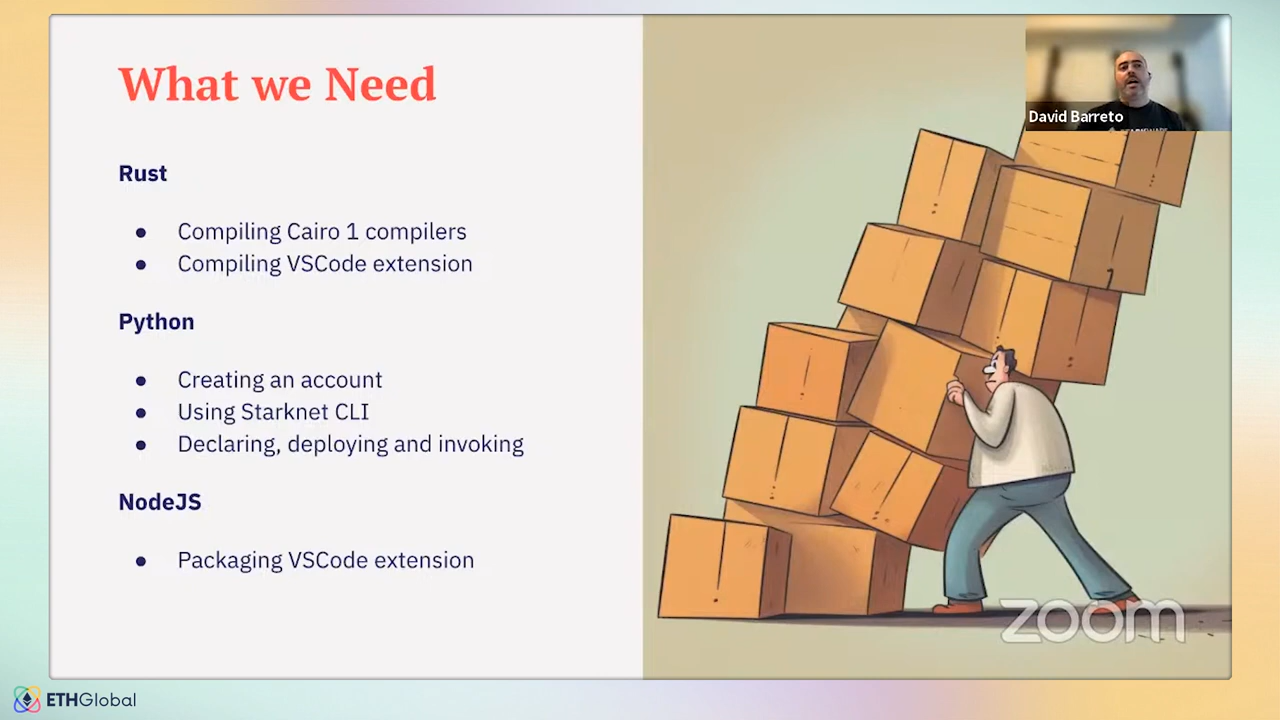 What we Need
Rust
● Compiling Cairo 1 compilers
● Compiling VSCode extension
Python
● Creating an account
● Using Starknet CLI
● Declaring, deploying and invoking
NodeJS
● Packaging VSCode extension
David Barreto
zoom
ETHGlobal